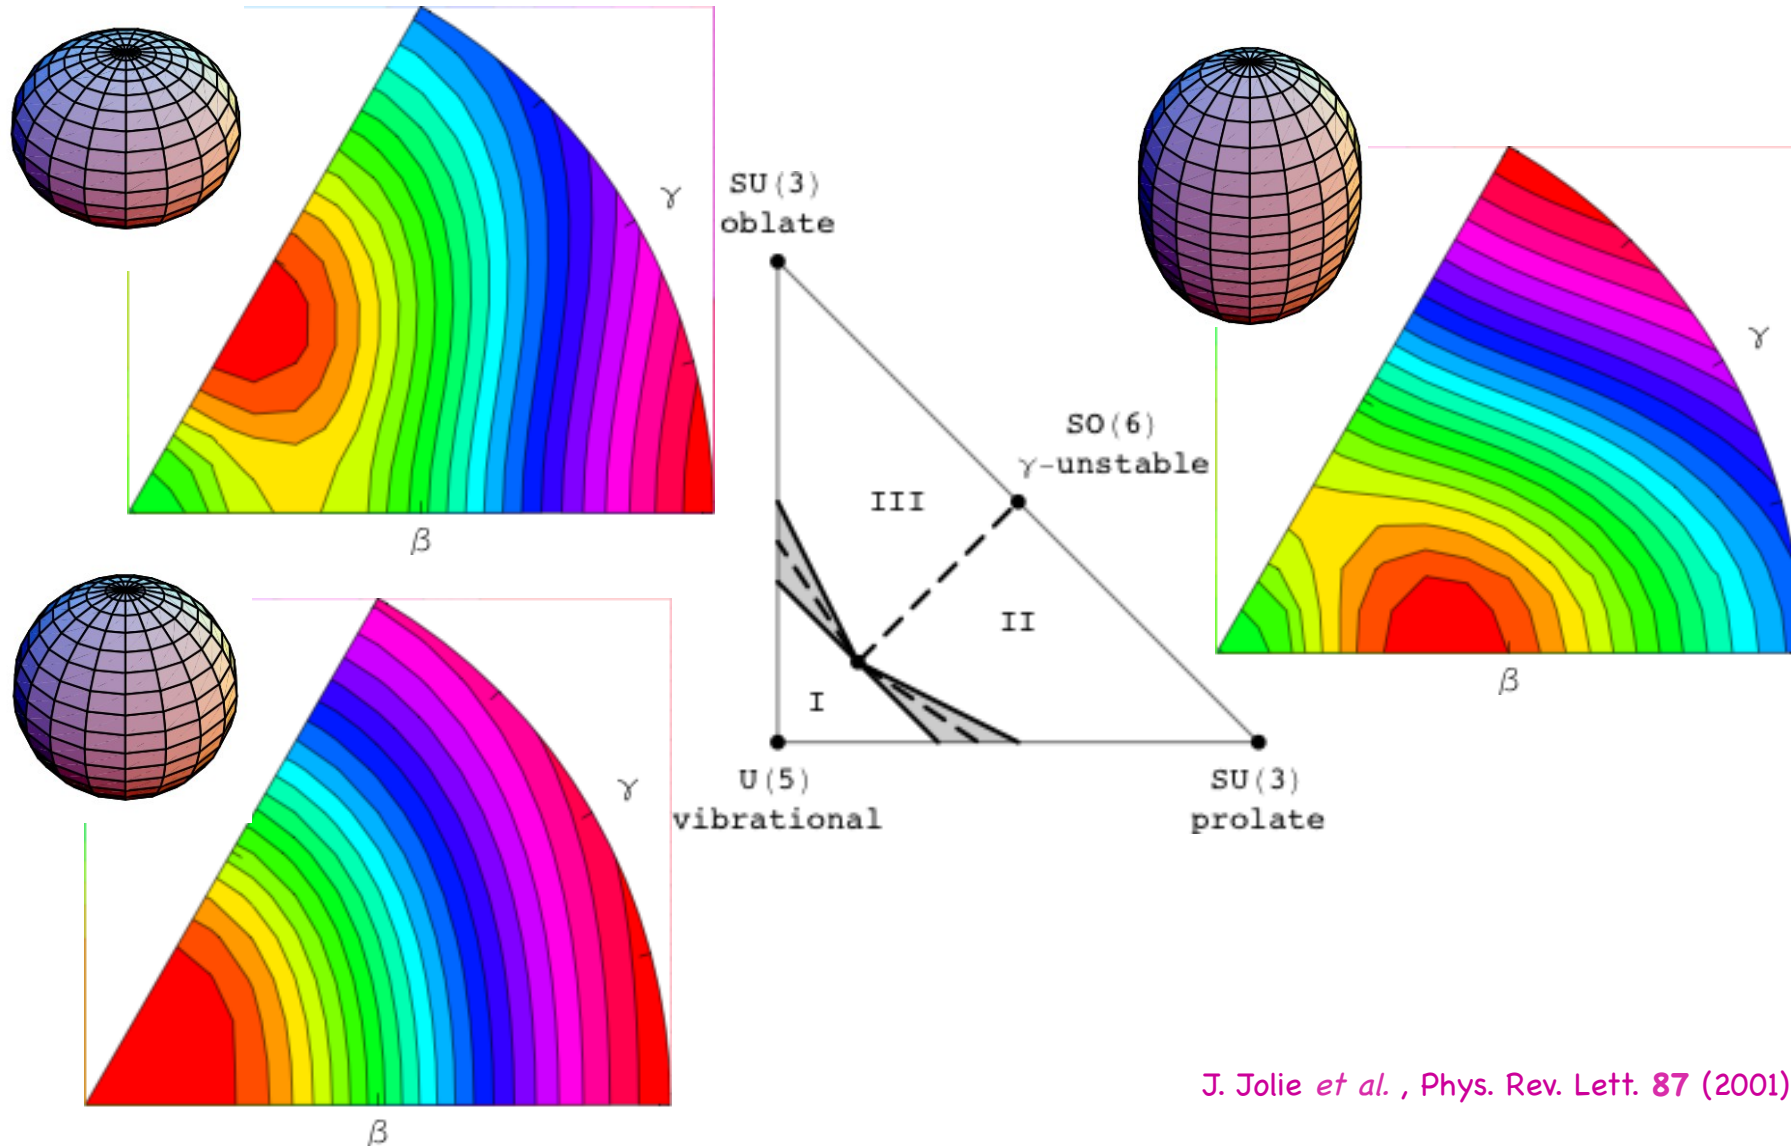 γ
SU(3)
oblate
β
γ
SO(6)
γ-unstable
III
II
I
β
γ
U(5)
vibrational
SU(3)
prolate
β
J. Jolie et al. , Phys. Rev. Lett. 87 (2001)